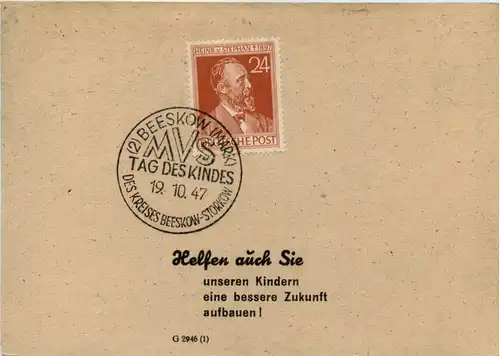 HEINR. v. STEPHAN † 1897
24
DEUTSCHE POST
(2) BEESKOW (MARK)
MVS
TAG DES KINDES
19. 10. 47
DES KREISES BEESKOW-STORKOW
Helfen auch Sie
unseren Kindern
eine bessere Zukunft
aufbauen!
G 2946 (1)